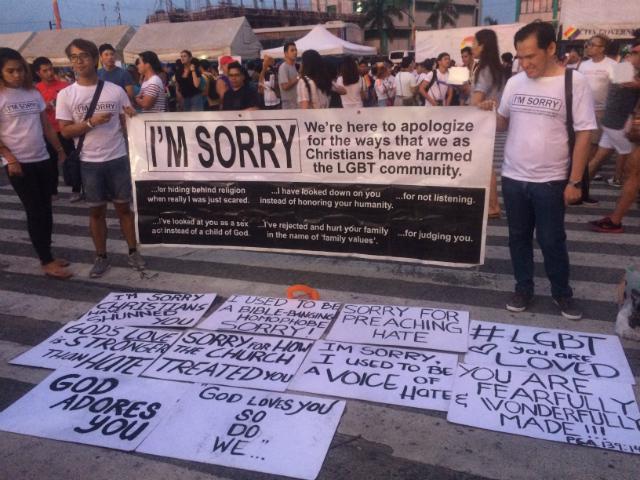 I'M SORRY
We're here to apologize
for the ways that we as
Christians have harmed
the LGBT community.
...for hiding behind religion
when really I was just scared.
...I have looked down on you
instead of honoring your humanity.
...for not listening.
...I've looked at you as a sex
act instead of a child of God.
...I've rejected and hurt your family
in the name of 'family values'.
...for judging you.
I'M SORRY
I'M SORRY
I'M SORRY
I'M SORRY
CHRISTIANS
SHUNNED
YOU
I USED TO BE
A BIBLE-BANGING
HOMOPHOBE
SORRY
SORRY FOR
PREACHING
HATE
#LGBT
YOU ARE
LOVED
GOD'S LOVE
is STRONGER
THAN HATE
SORRY FOR HOW
THE CHURCH
TREATED YOU
I'M SORRY,
I USED TO BE
A VOICE OF
HATE
YOU ARE
FEARFULLY
& WONDERFULLY
MADE!!!
PSA 139:14
GOD
ADORES
YOU
"GOD LOVES YOU
SO
DO
WE..."